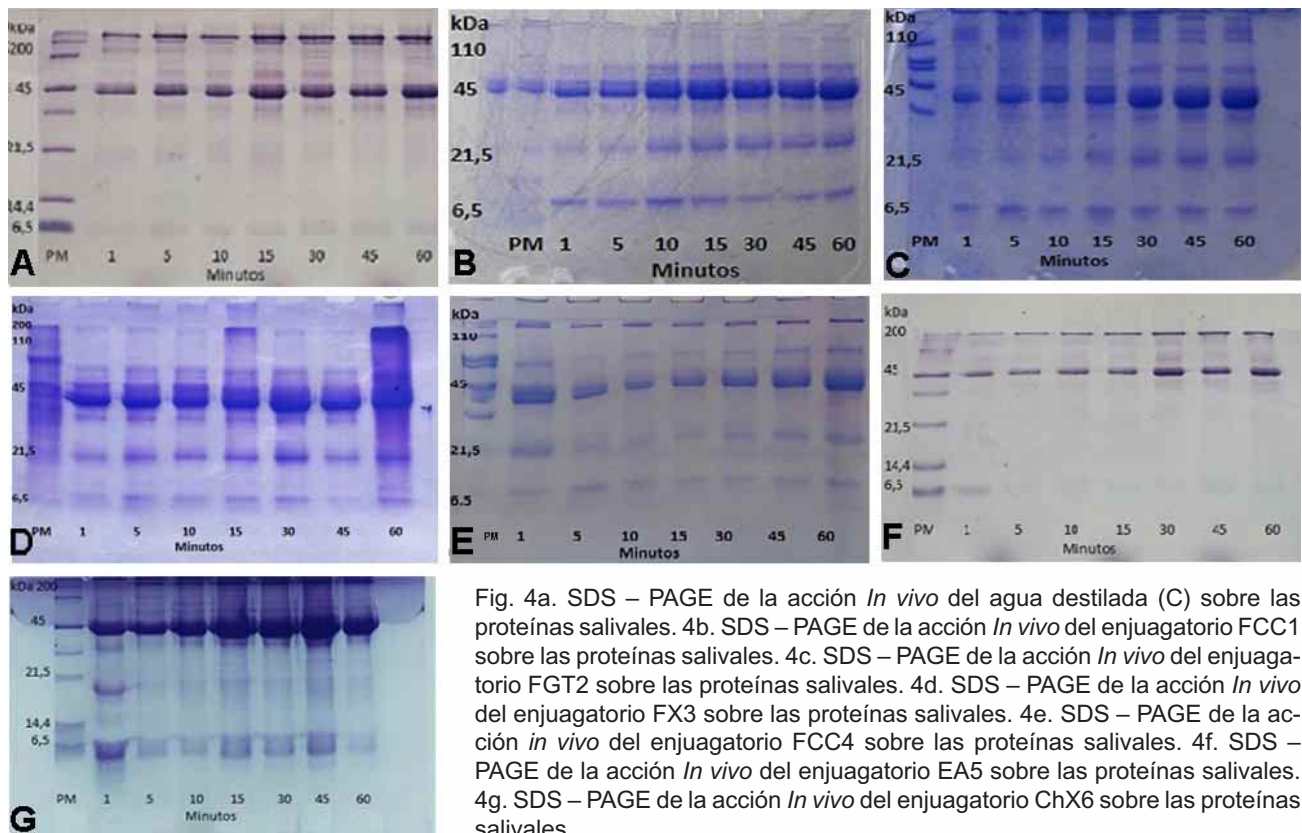 kDa
200
45
21,5
14,4
6,5
A
PM 1 5 10 15 30 45 60
Minutos
kDa
110
45
21,5
6,5
B
PM 1 5 10 15 30 45 60
Minutos
kDa
110
45
21,5
6,5
C
PM 1 5 10 15 30 45 60
Minutos
kDa
200
110
45
21,5
6,5
D
PM 1 5 10 15 30 45 60
Minutos
kDa
110
45
21,5
6.5
E
PM 1 5 10 15 30 45 60
Minutos
kDa
200
45
21,5
14,4
6,5
F
PM 1 5 10 15 30 45 60
Minutos
kDa 200
45
21,5
14,4
6,5
G
PM 1 5 10 15 30 45 60
Minutos
Fig. 4a. SDS – PAGE de la acción In vivo del agua destilada (C) sobre las
proteínas salivales. 4b. SDS – PAGE de la acción In vivo del enjuagatorio FCC1
sobre las proteínas salivales. 4c. SDS – PAGE de la acción In vivo del enjuaga-
torio FGT2 sobre las proteínas salivales. 4d. SDS – PAGE de la acción In vivo
del enjuagatorio FX3 sobre las proteínas salivales. 4e. SDS – PAGE de la ac-
ción in vivo del enjuagatorio FCC4 sobre las proteínas salivales. 4f. SDS –
PAGE de la acción In vivo del enjuagatorio EA5 sobre las proteínas salivales.
4g. SDS – PAGE de la acción In vivo del enjuagatorio ChX6 sobre las proteínas
salivales